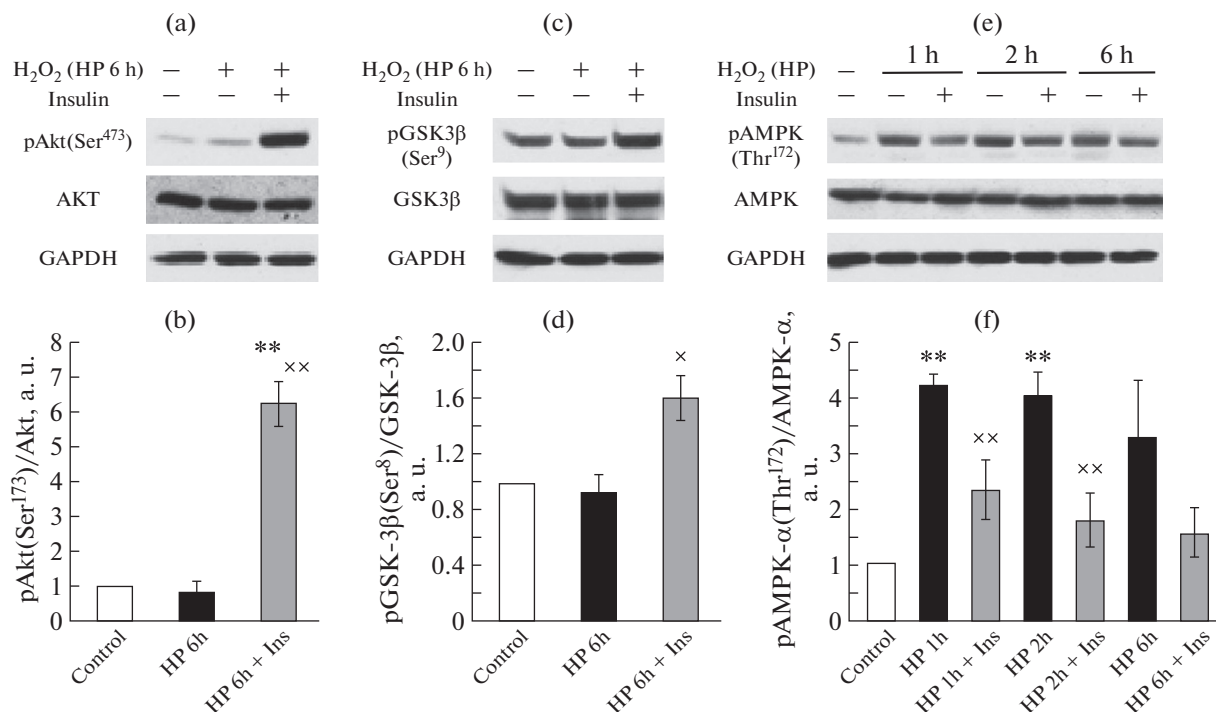 (a)
H₂O₂ (HP 6 h) – + +
Insulin – – +
pAkt(Ser⁴⁷³)
AKT
GAPDH
(b)
pAkt(Ser¹⁷³)/Akt, a. u.
8
7
6
5
4
3
2
1
0
**
××
Control
HP 6h
HP 6h + Ins
(c)
H₂O₂ (HP 6 h) – + +
Insulin – – +
pGSK3β
(Ser⁹)
GSK3β
GAPDH
(d)
pGSK-3β(Ser⁸)/GSK-3β,
a. u.
2.0
1.6
1.2
0.8
0.4
0
×
Control
HP 6h
HP 6h + Ins
(e)
H₂O₂ (HP) – 1 h 2 h 6 h
Insulin – – + – + – +
pAMPK
(Thr¹⁷²)
AMPK
GAPDH
(f)
pAMPK-α(Thr¹⁷²)/AMPK-α,
a. u.
5
4
3
2
1
0
**
××
**
××
Control
HP 1h
HP 1h + Ins
HP 2h
HP 2h + Ins
HP 6h
HP 6h + Ins